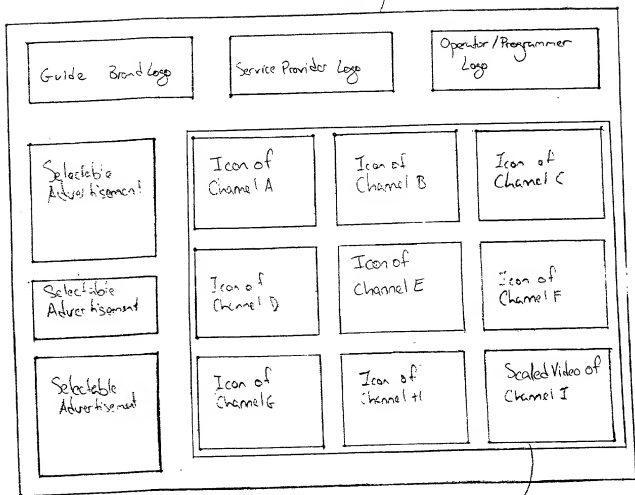 Guide Brand Logo
Service Provider Logo
Operator/Programmer
Logo
Selectable
Advertisement
Icon of
Channel A
Icon of
Channel B
Icon of
Channel C
Selectable
Advertisement
Icon of
Channel D
Icon of
Channel E
Icon of
Channel F
Selectable
Advertisement
Icon of
Channel G
Icon of
Channel H
Scaled Video of
Channel I